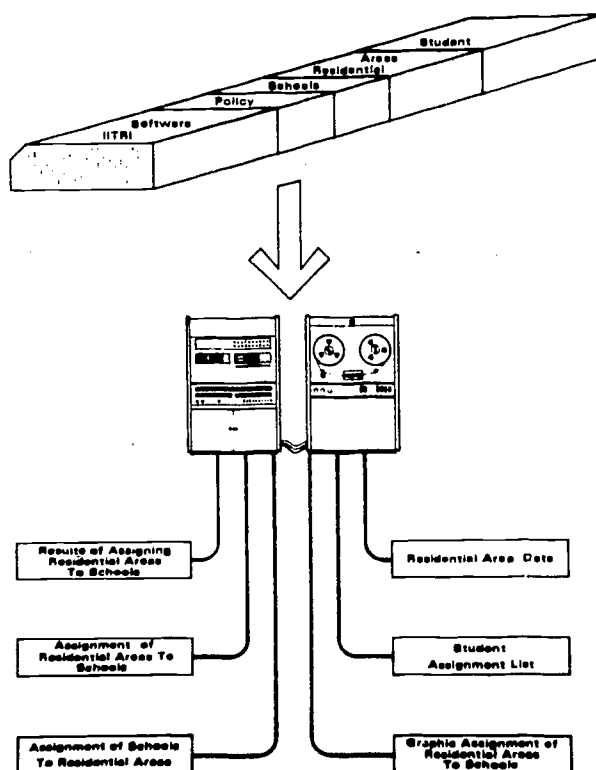 Student
Areas
Residential
Schools
Policy
Software
IITRI
Results of Assigning
Residential Areas
To Schools
Residential Area Data
Assignment of
Residential Areas To
Schools
Student
Assignment List
Assignment of Schools
To Residential Areas
Graphic Assignment of
Residential Areas
To Schools